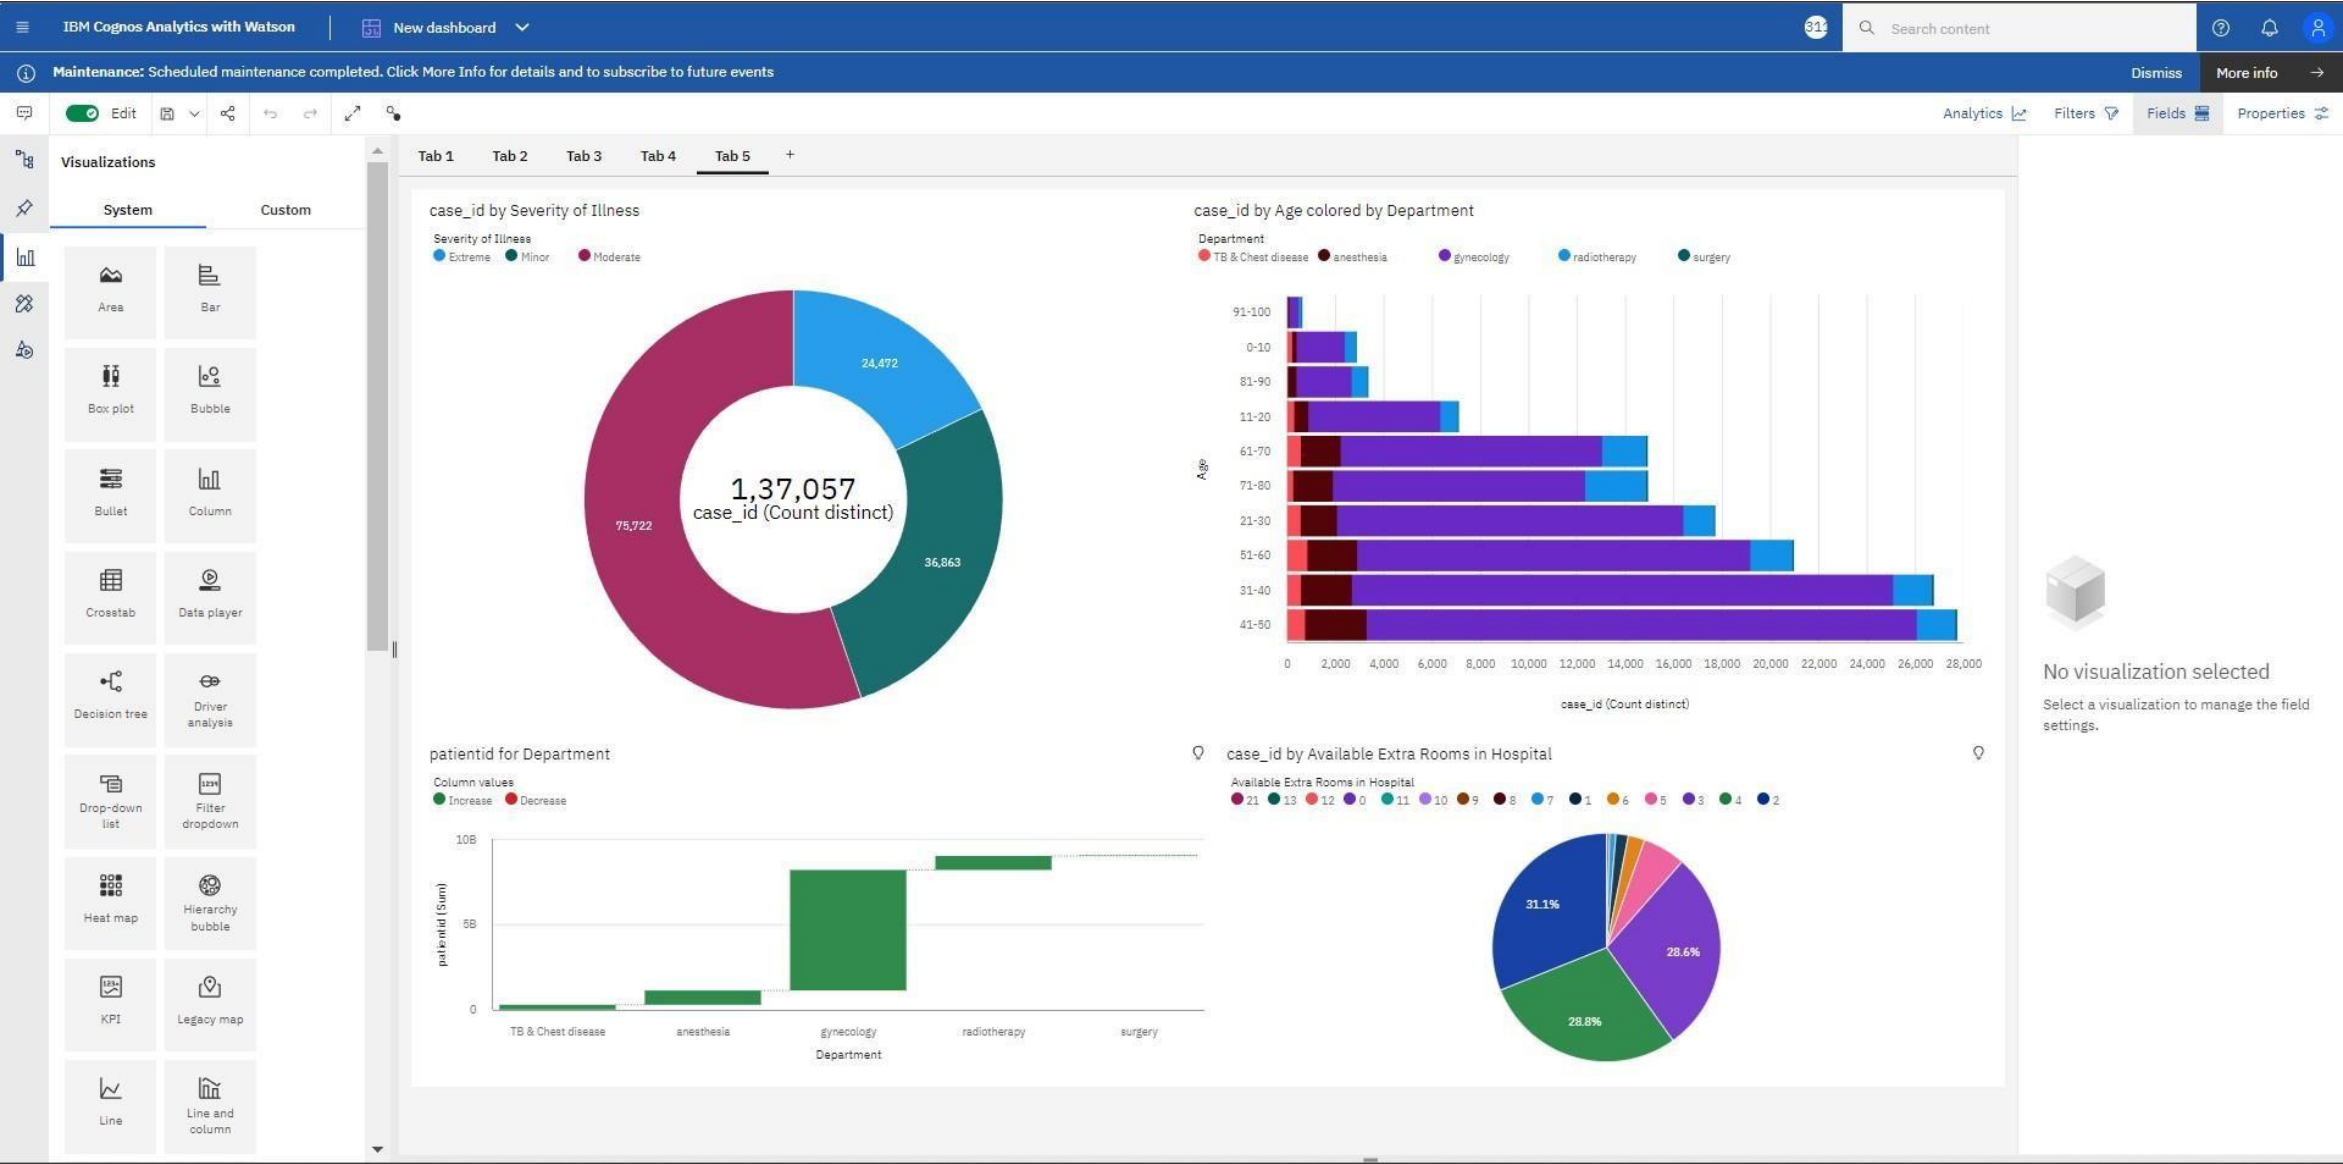 IBM Cognos Analytics with Watson
New dashboard
311
Search content
Maintenance: Scheduled maintenance completed. Click More Info for details and to subscribe to future events
Dismiss
More info
Edit
Analytics
Filters
Fields
Properties
Visualizations
System
Custom
Area
Bar
Box plot
Bubble
Bullet
Column
Crosstab
Data player
Decision tree
Driver
analysis
Drop-down
list
Filter
dropdown
Heat map
Hierarchy
bubble
KPI
Legacy map
Line
Line and
column
Tab 1
Tab 2
Tab 3
Tab 4
Tab 5
+
case_id by Severity of Illness
Severity of Illness
Extreme
Minor
Moderate
24,472
36,863
75,722
1,37,057
case_id (Count distinct)
case_id by Age colored by Department
Department
TB & Chest disease
anesthesia
gynecology
radiotherapy
surgery
Age
91-100
0-10
81-90
11-20
61-70
71-80
21-30
51-60
31-40
41-50
0 2,000 4,000 6,000 8,000 10,000 12,000 14,000 16,000 18,000 20,000 22,000 24,000 26,000 28,000
case_id (Count distinct)
patientid for Department
Column values
Increase
Decrease
patientid (Sum)
10B
5B
0
TB & Chest disease
anesthesia
gynecology
radiotherapy
surgery
Department
case_id by Available Extra Rooms in Hospital
Available Extra Rooms in Hospital
21 13 12 0 11 10 9 8 7 1 6 5 3 4 2
31.1%
28.6%
28.8%
No visualization selected
Select a visualization to manage the field
settings.